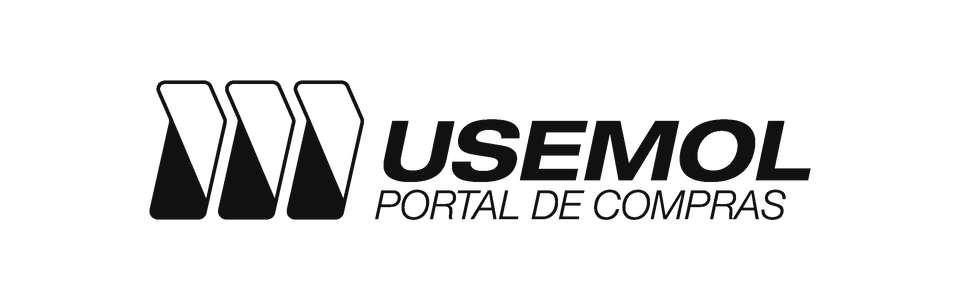 USEMOL
PORTAL DE COMPRAS